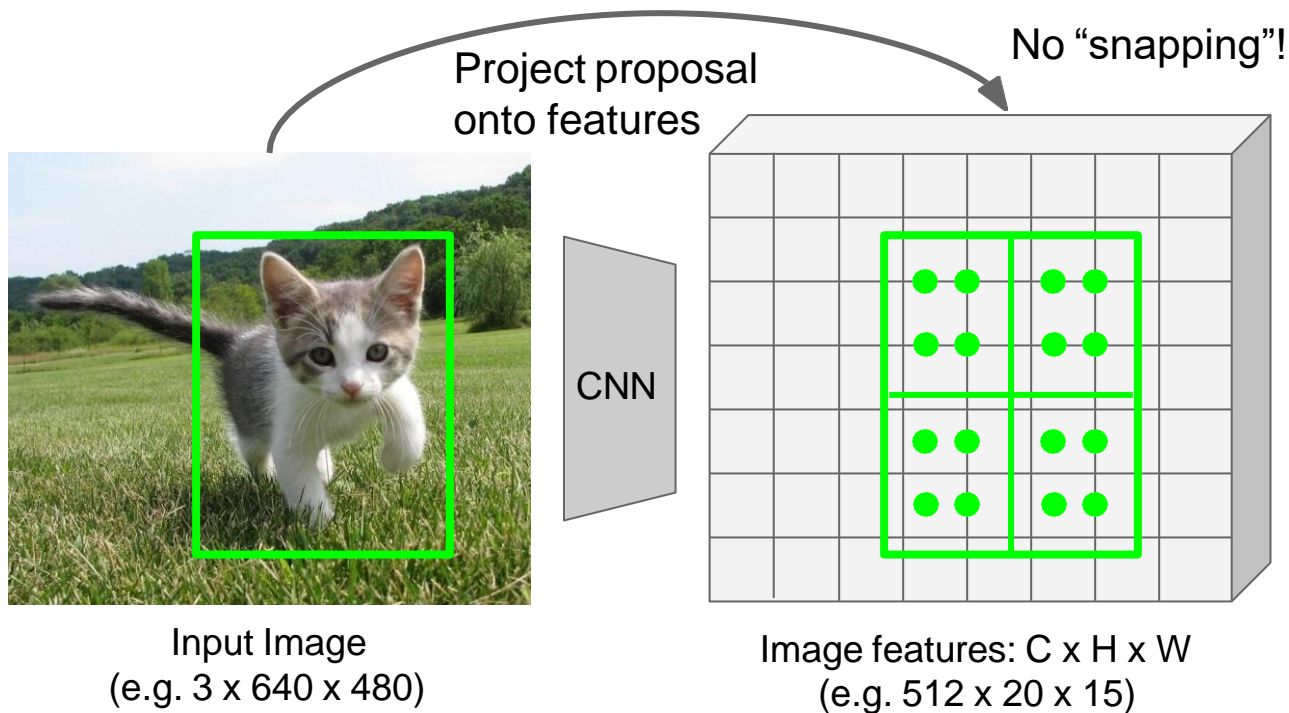 Project proposal
onto features
No “snapping”!
CNN
Input Image
(e.g. 3 x 640 x 480)
Image features: C x H x W
(e.g. 512 x 20 x 15)